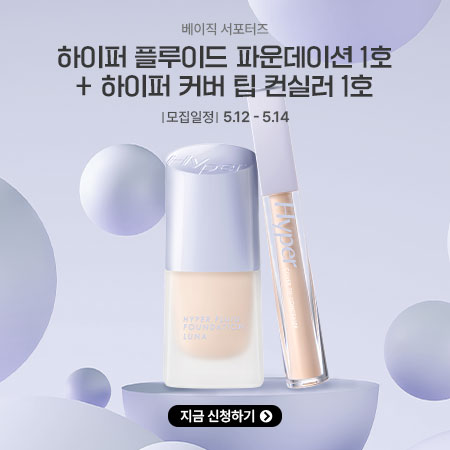 베이직 서포터즈
하이퍼 플루이드 파운데이션 1호
+ 하이퍼 커버 팁 컨실러 1호
|모집일정| 5.12 - 5.14
Hyper
Hyper
HYPER FLUID
FOUNDATION
LUNA
지금 신청하기